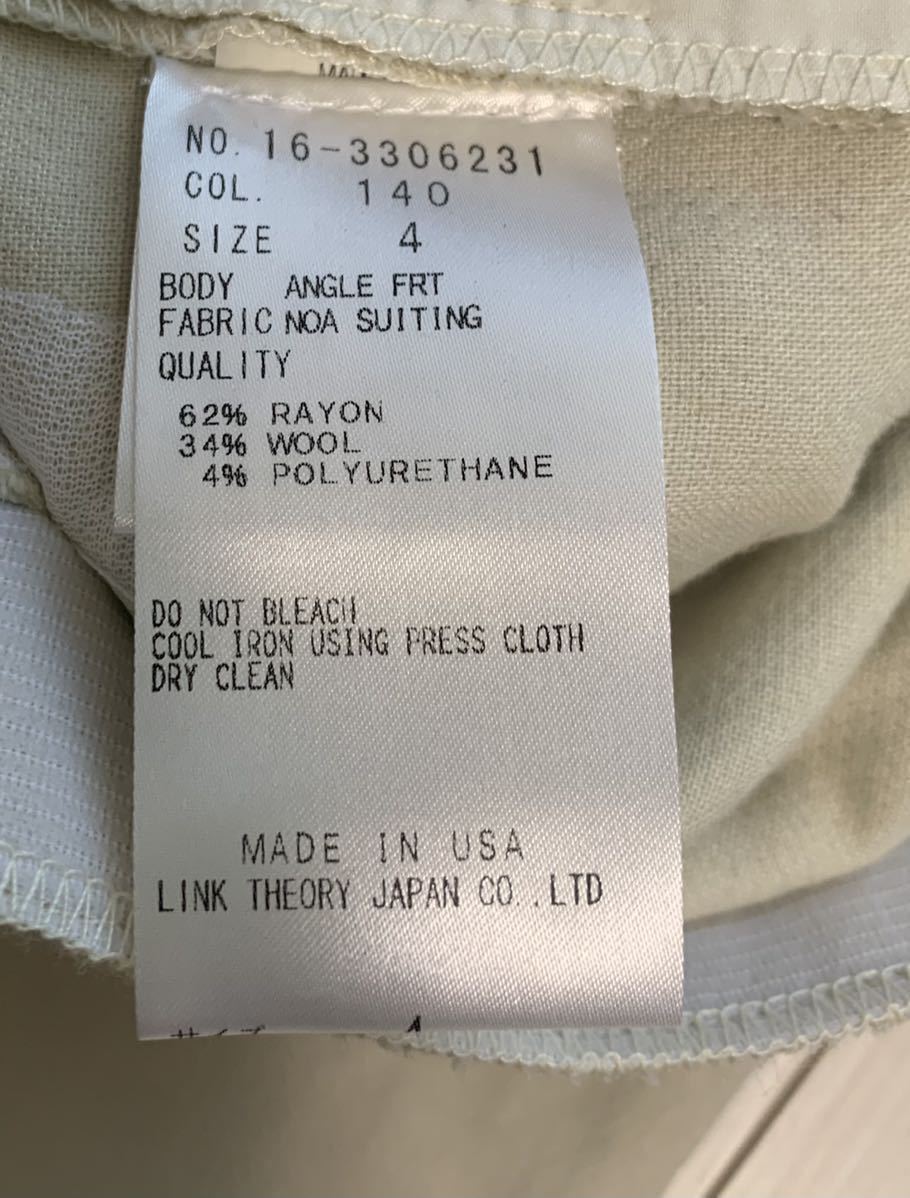 NO. 16-3306231
COL. 140
SIZE 4
BODY ANGLE FRT
FABRIC NOA SUITING
QUALITY
62% RAYON
34% WOOL
4% POLYURETHANE
DO NOT BLEACH
COOL IRON USING PRESS CLOTH
DRY CLEAN
MADE IN USA
LINK THEORY JAPAN CO.,LTD